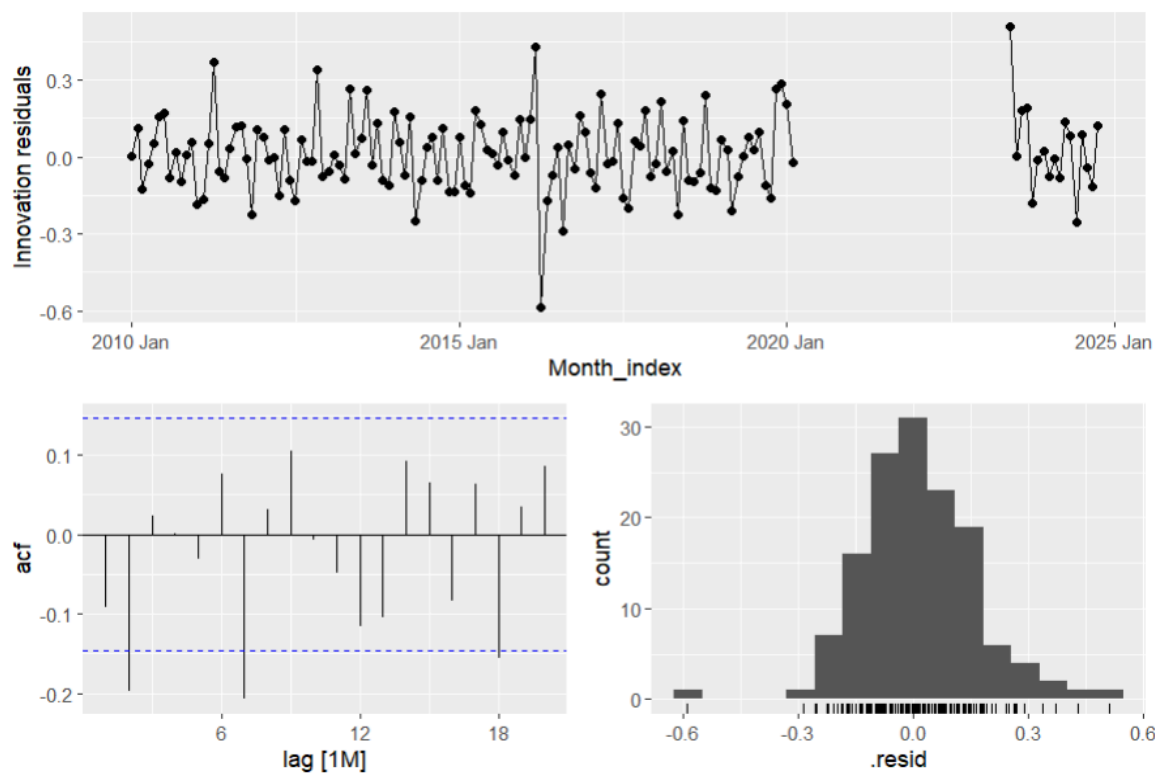 Innovation residuals
0.3
0.0
-0.3
-0.6
2010 Jan
2015 Jan
2020 Jan
2025 Jan
Month_index
acf
0.1
0.0
-0.1
-0.2
6
12
18
lag [1M]
count
30
20
10
0
-0.6
-0.3
0.0
0.3
0.6
.resid